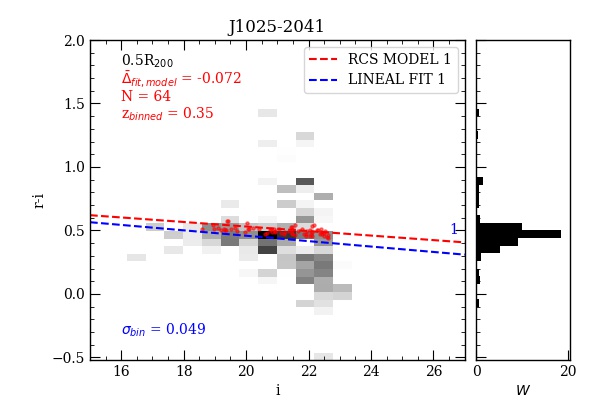 J1025-2041
0.5R200
Δ̄fit,model = -0.072
N = 64
zbinned = 0.35
RCS MODEL 1
LINEAL FIT 1
σbin = 0.049
1
2.0
1.5
1.0
0.5
0.0
−0.5
r-i
16 18 20 22 24 26
i
0 20
W